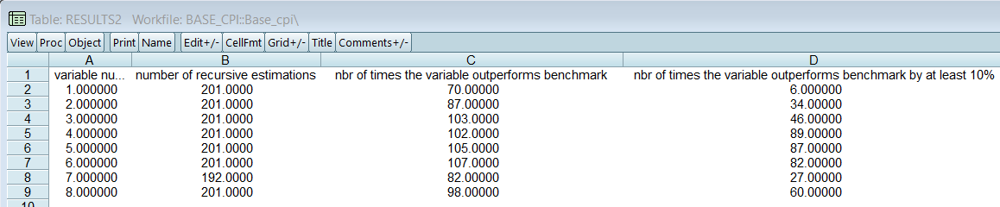 Table: RESULTS2 Workfile: BASE_CPI::Base_cpi\
View Proc Object Print Name Edit+/- CellFmt Grid+/- Title Comments+/-
A B C D
1 variable nu... number of recursive estimations nbr of times the variable outperforms benchmark nbr of times the variable outperforms benchmark by at least 10%
2 1.000000 201.0000 70.00000 6.000000
3 2.000000 201.0000 87.00000 34.00000
4 3.000000 201.0000 103.0000 46.00000
5 4.000000 201.0000 102.0000 89.00000
6 5.000000 201.0000 105.0000 87.00000
7 6.000000 201.0000 107.0000 82.00000
8 7.000000 192.0000 82.00000 27.00000
9 8.000000 201.0000 98.00000 60.00000
10